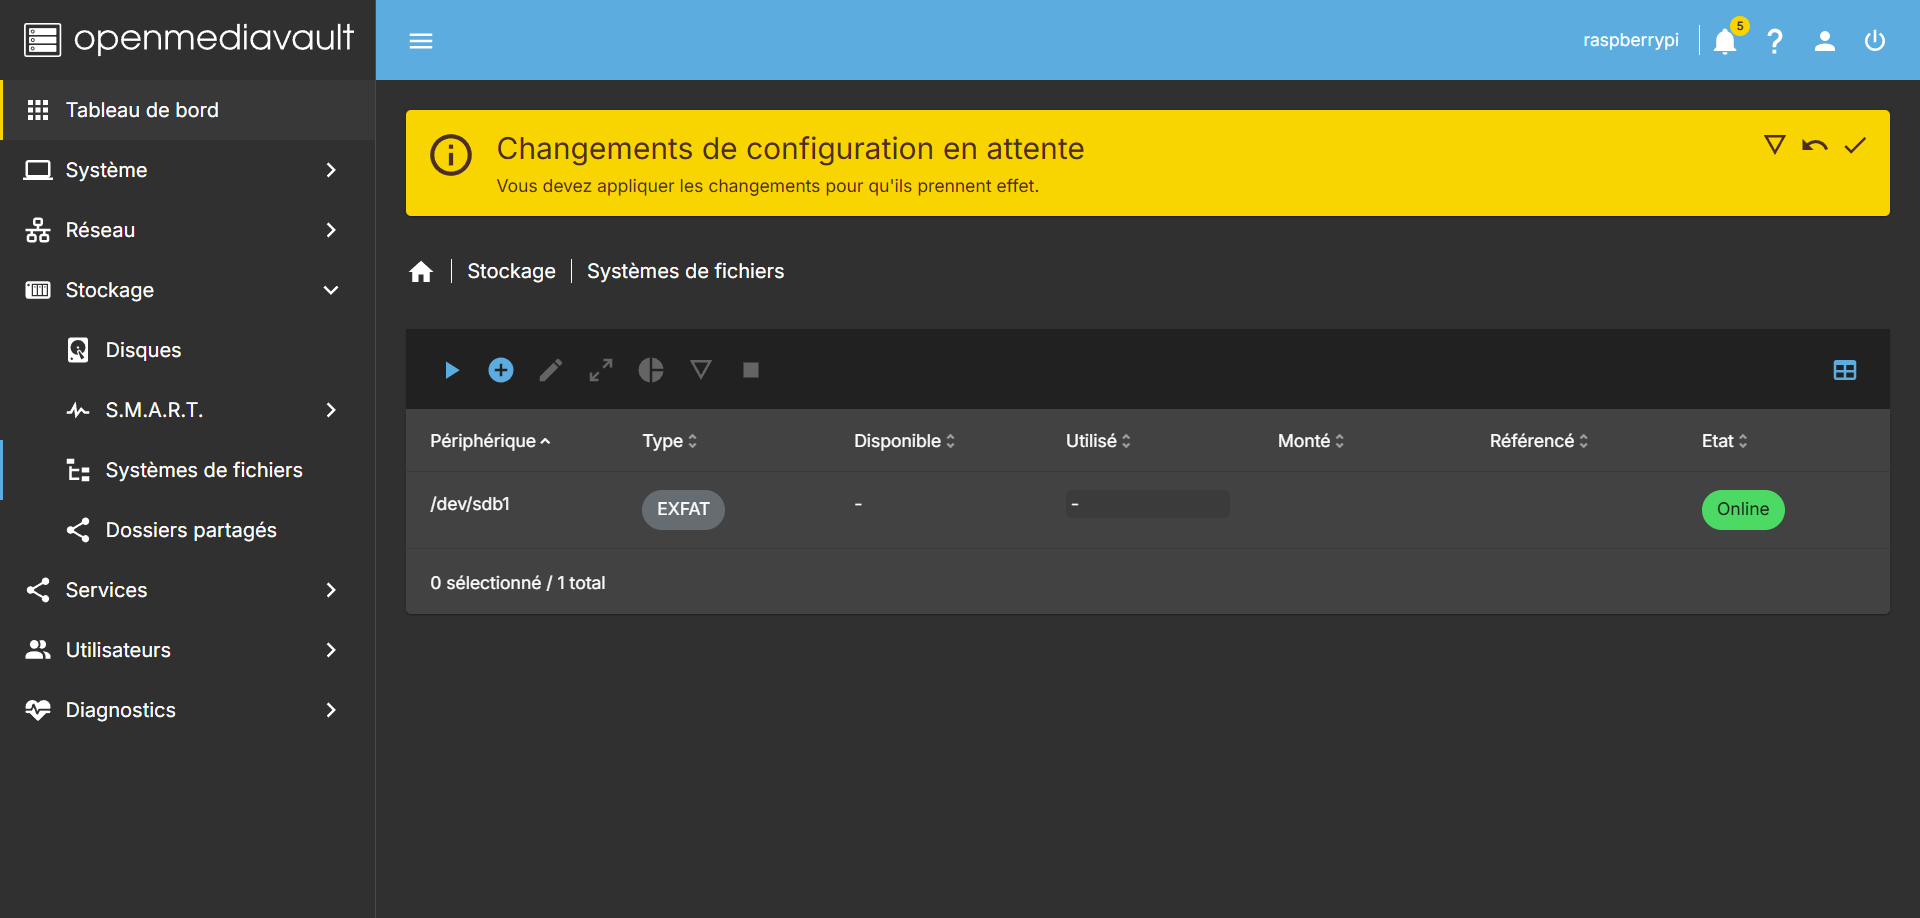 openmediavault
raspberrypi
5
Tableau de bord
Système
Réseau
Stockage
Disques
S.M.A.R.T.
Systèmes de fichiers
Dossiers partagés
Services
Utilisateurs
Diagnostics
Changements de configuration en attente
Vous devez appliquer les changements pour qu'ils prennent effet.
Stockage | Systèmes de fichiers
Périphérique Type Disponible Utilisé Monté Référencé Etat
/dev/sdb1 EXFAT - - Online
0 sélectionné / 1 total